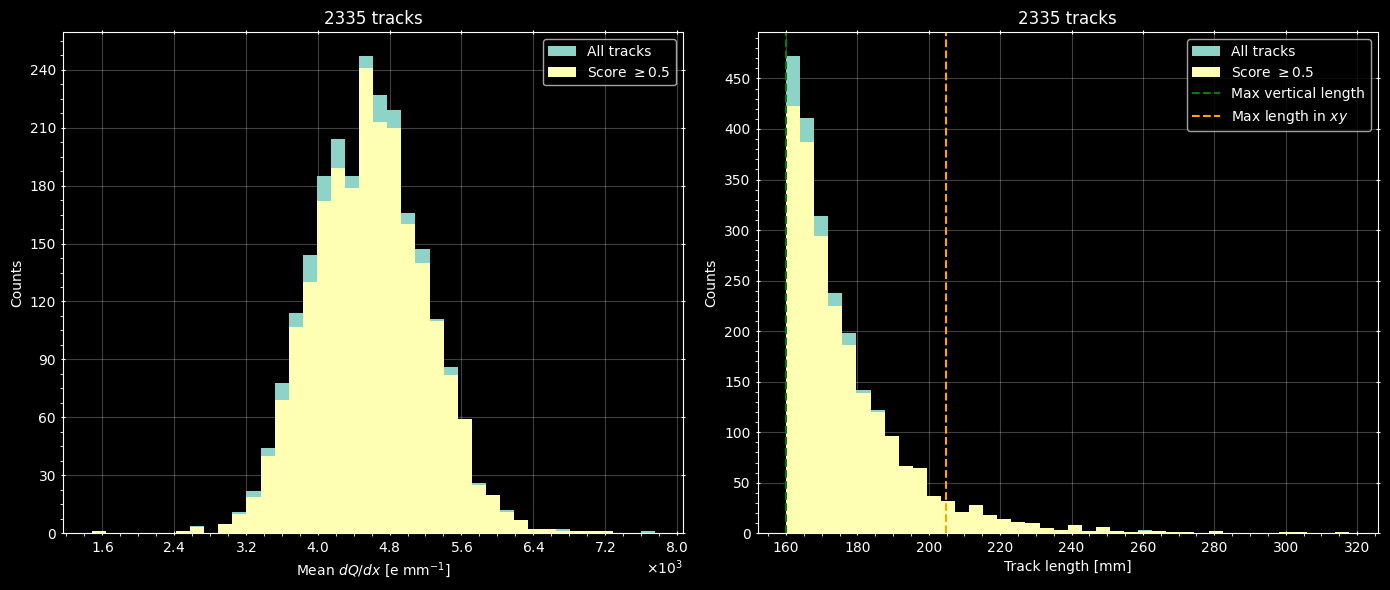 2335 tracks
All tracks
Score ≥0.5
240
210
180
150
120
90
60
30
0
Counts
1.6 2.4 3.2 4.0 4.8 5.6 6.4 7.2 8.0
Mean dQ/dx [e mm⁻¹]
×10³
2335 tracks
All tracks
Score ≥0.5
Max vertical length
Max length in xy
450
400
350
300
250
200
150
100
50
0
Counts
160 180 200 220 240 260 280 300 320
Track length [mm]